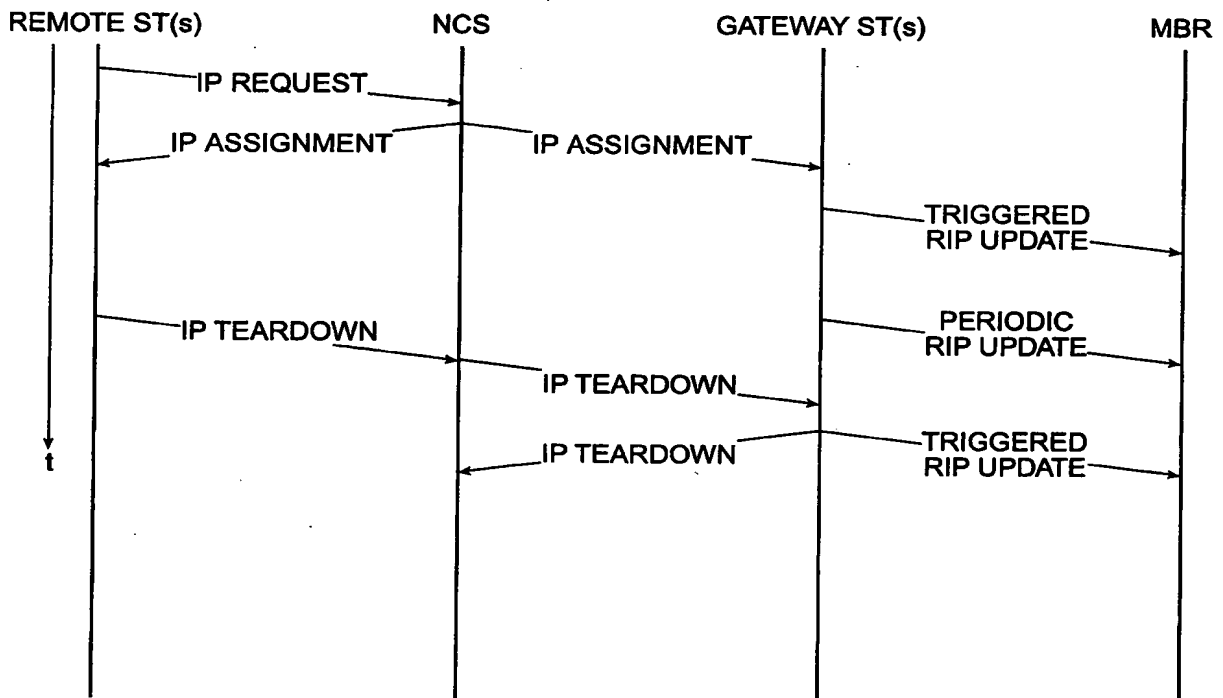 REMOTE ST(s) NCS GATEWAY ST(s) MBR
IP REQUEST
IP ASSIGNMENT IP ASSIGNMENT
TRIGGERED
RIP UPDATE
IP TEARDOWN
PERIODIC
RIP UPDATE
IP TEARDOWN
IP TEARDOWN
TRIGGERED
RIP UPDATE
t